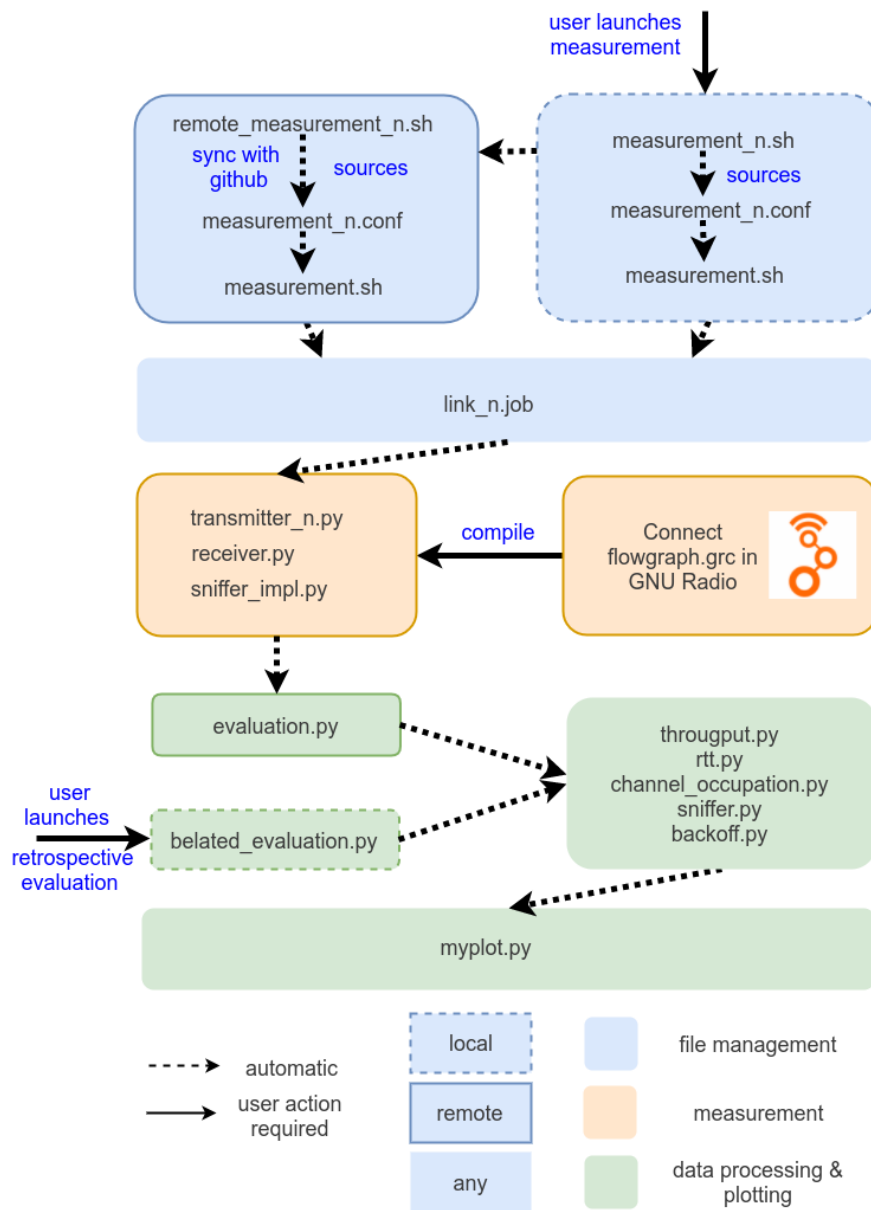 user launches
measurement
remote_measurement_n.sh
sync with
github
sources
measurement_n.conf
measurement.sh
measurement_n.sh
sources
measurement_n.conf
measurement.sh
link_n.job
transmitter_n.py
receiver.py
sniffer_impl.py
compile
Connect
flowgraph.grc in
GNU Radio
evaluation.py
througput.py
rtt.py
channel_occupation.py
sniffer.py
backoff.py
user
launches
retrospective
evaluation
belated_evaluation.py
myplot.py
automatic
user action
required
local
remote
any
file management
measurement
data processing &
plotting